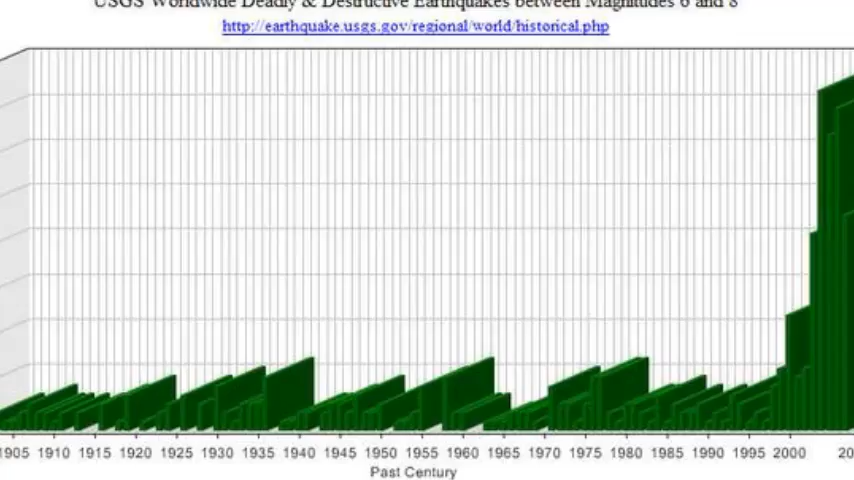 USGS Worldwide Deadly & Destructive Earthquakes between Magnitudes 6 and 8
http://earthquake.usgs.gov/regional/world/historical.php
1905 1910 1915 1920 1925 1930 1935 1940 1945 1950 1955 1960 1965 1970 1975 1980 1985 1990 1995 2000 20
Past Century